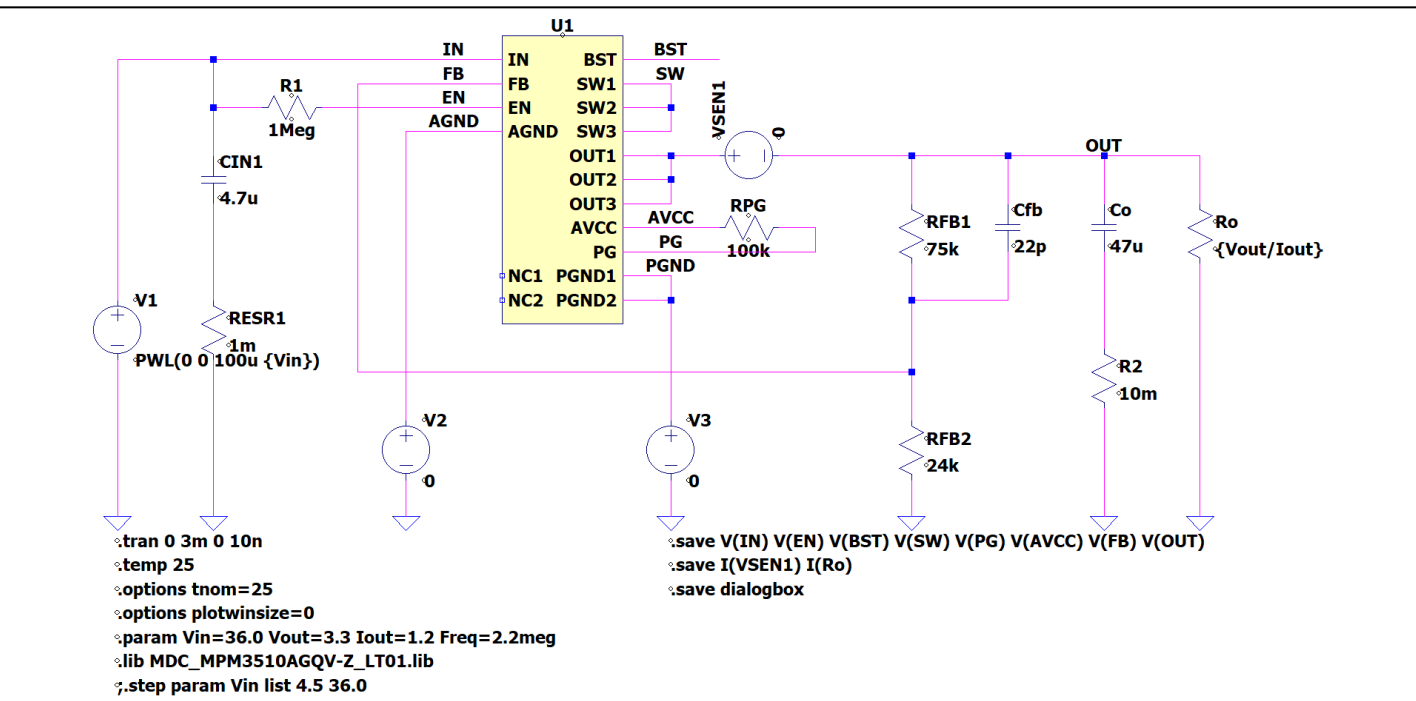 U1
IN
IN
BST
BST
FB
FB
SW1
SW
R1
1Meg
EN
EN
SW2
AGND
AGND
SW3
VSEN1
0
OUT1
OUT2
OUT3
OUT
CIN1
4.7u
AVCC
AVCC
RPG
100k
PG
PG
NC1
PGND1
PGND
NC2
PGND2
RFB1
75k
Cfb
22p
Co
47u
Ro
{Vout/Iout}
V1
PWL(0 0 100u {Vin})
RESR1
1m
R2
10m
V2
0
V3
0
RFB2
24k
.tran 0 3m 0 10n
.temp 25
.options tnom=25
.options plotwinsize=0
.param Vin=36.0 Vout=3.3 Iout=1.2 Freq=2.2meg
.lib MDC_MPM3510AGQV-Z_LT01.lib
;.step param Vin list 4.5 36.0
.save V(IN) V(EN) V(BST) V(SW) V(PG) V(AVCC) V(FB) V(OUT)
.save I(VSEN1) I(Ro)
.save dialogbox